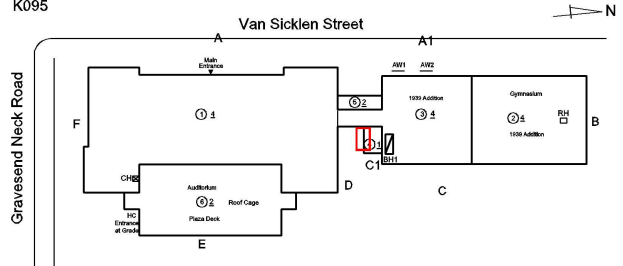 K095
Van Sicklen Street
N
A
A1
Main
Entrance
AW1 AW2
Gravesend Neck Road
F
1 4
5 2
1939 Addition
3 4
Gymnasium
2 4
RH
1939 Addition
B
1
C1
BH1
CH
D
C
Auditorium
6 2
Roof Cage
Plaza Deck
HC
Entrance
at Grade
E